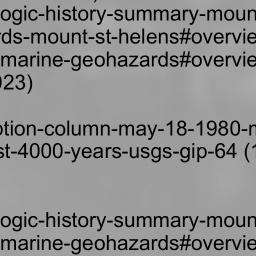 ogic-history-summary-moun
rds-mount-st-helens#overvie
marine-geohazards#overvie
023)
otion-column-may-18-1980-m
st-4000-years-usgs-gip-64 (1
ogic-history-summary-moun
marine-geohazards#overvie